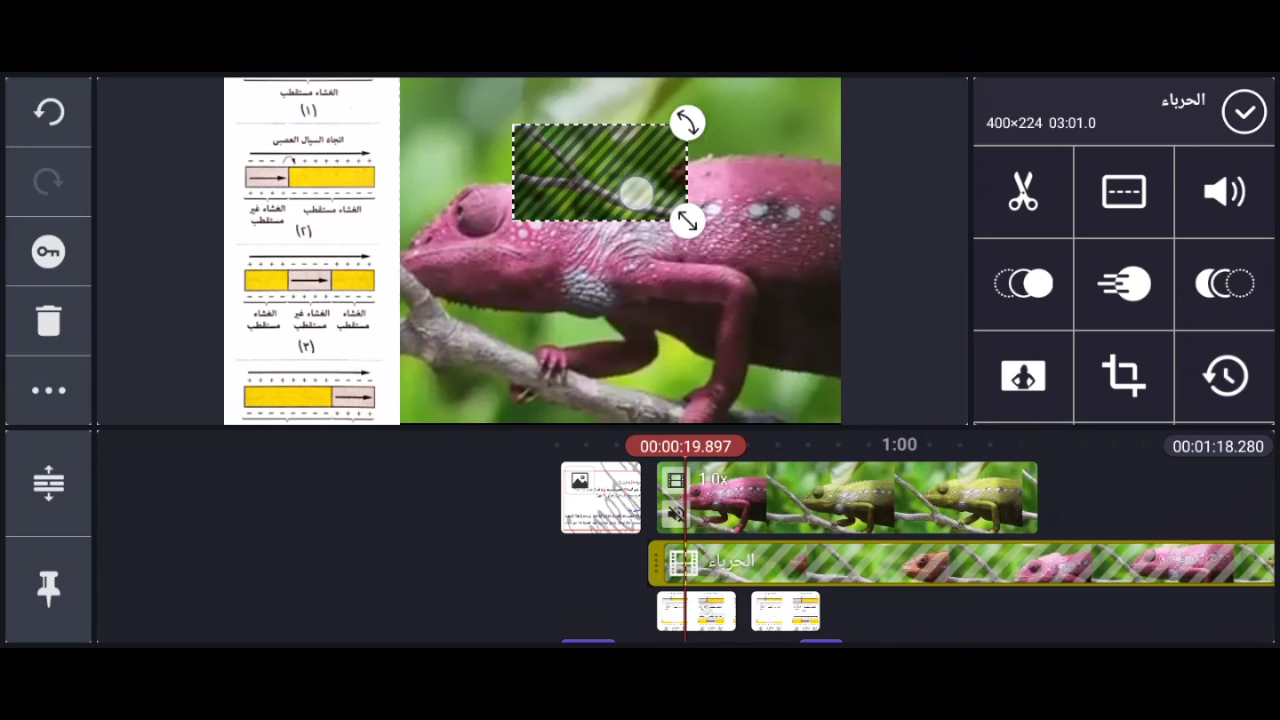 الغشاء مستقطب
(١)
اتجاه السيال العصبي
- - - + + + + + + +
+ + + + - - - - - - -
الغشاء غير مستقطب
الغشاء مستقطب
(٢)
الغشاء مستقطب
الغشاء غير مستقطب
الغشاء مستقطب
(٣)
الحرباء
400×224 03:01.0
00:00:19.897
1:00
00:01:18.280
1.0x
الحرباء